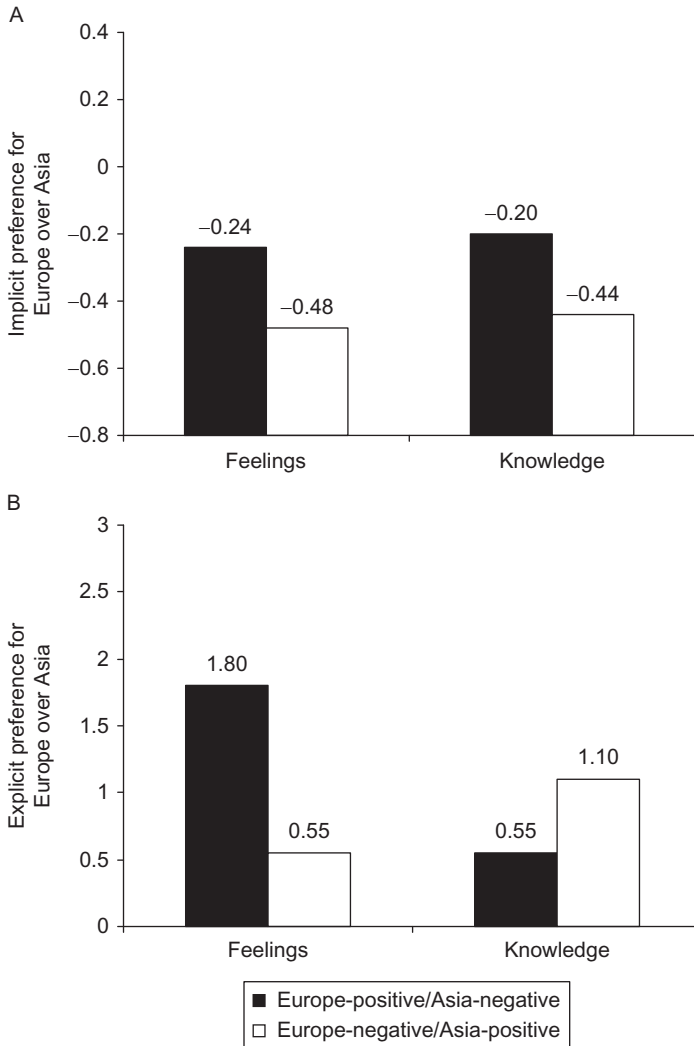 A
Implicit preference for
Europe over Asia
0.4
0.2
0
−0.2
−0.4
−0.6
−0.8
−0.24
−0.48
−0.20
−0.44
Feelings
Knowledge
B
Explicit preference for
Europe over Asia
3
2.5
2
1.5
1
0.5
0
1.80
0.55
0.55
1.10
Feelings
Knowledge
Europe-positive/Asia-negative
Europe-negative/Asia-positive